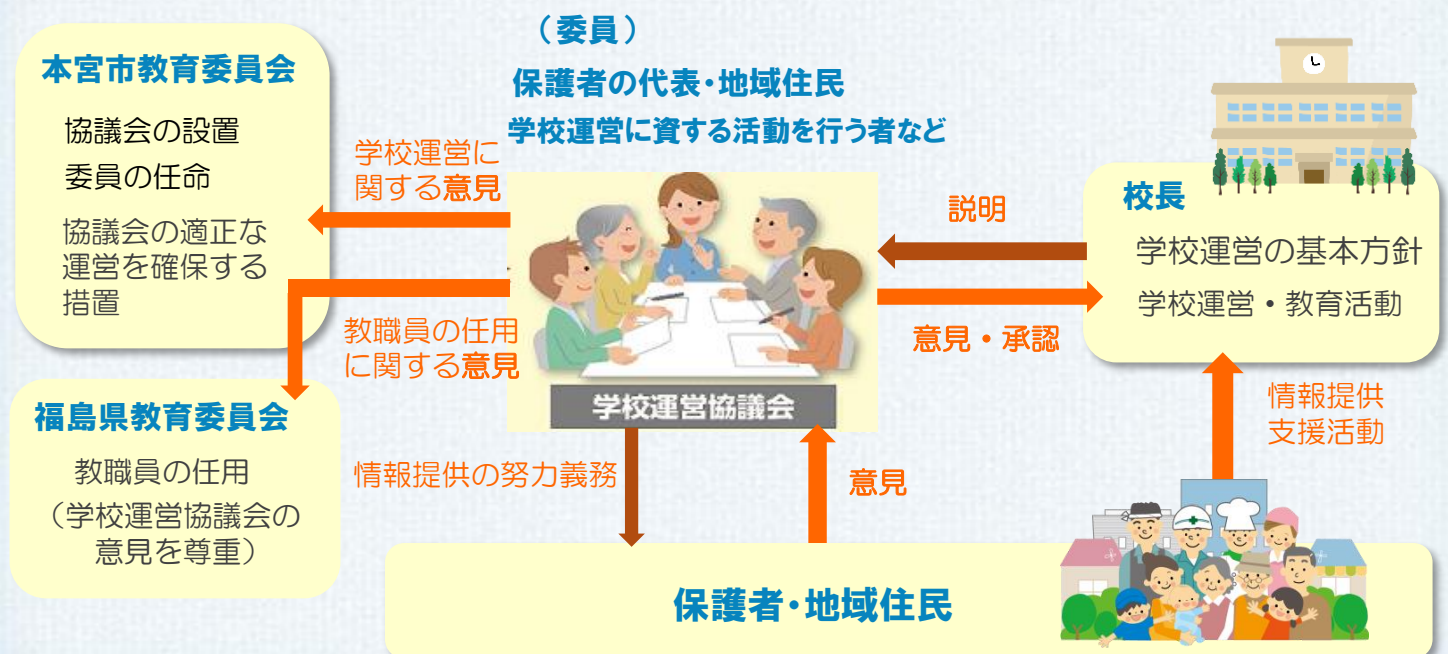 （委員）
保護者の代表・地域住民
学校運営に資する活動を行う者など
本宮市教育委員会
協議会の設置
委員の任命
協議会の適正な
運営を確保する
措置
学校運営に
関する意見
教職員の任用
に関する意見
福島県教育委員会
教職員の任用
（学校運営協議会の
意見を尊重）
学校運営協議会
説明
意見・承認
校長
学校運営の基本方針
学校運営・教育活動
情報提供
支援活動
情報提供の努力義務
意見
保護者・地域住民